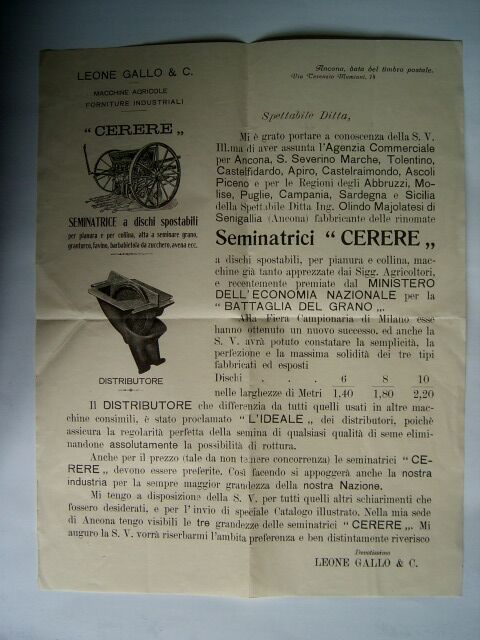 LEONE GALLO & C.
MACCHINE AGRICOLE
FORNITURE INDUSTRIALI
“CERERE„
SEMINATRICE a dischi spostabili
per pianura e per collina, atta a seminare grano,
granturco, favino, barbabietola da zucchero, avena ecc.
DISTRIBUTORE
Ancona, data del timbro postale.
Via Terenzio Mamiani, 14
Spettabile Ditta,
Mi è grato portare a conoscenza della S. V.
Ill.ma di aver assunta l'Agenzia Commerciale
per Ancona, S. Severino Marche, Tolentino,
Castelfidardo, Apiro, Castelraimondo, Ascoli
Piceno e per le Regioni degli Abbruzzi, Mo-
lise, Puglie, Campania, Sardegna e Sicilia
della Spettibile Ditta Ing. Olindo Majolatesi di
Senigallia (Ancona) fabbricante delle rinomate
Seminatrici “ CERERE „
a dischi spostabili, per pianura e collina, mac-
chine già tanto apprezzate dai Sigg. Agricoltori,
e recentemente premiate dal MINISTERO
DELL'ECONOMIA NAZIONALE per la
“ BATTAGLIA DEL GRANO „.
Alla Fiera Campionaria di Milano esse
hanno ottenuto un nuovo successo, ed anche la
S. V. avrà potuto constatare la semplicità, la
perfezione e la massima solidità dei tre tipi
fabbricati ed esposti
Dischi . . . 6 8 10
nelle larghezze di Metri 1,40 1,80 2,20
Il DISTRIBUTORE che differenzia da tutti quelli usati in altre mac-
chine consimili, è stato proclamato “ L'IDEALE „ dei distributori, poichè
assicura la regolarità perfetta della semina di qualsiasi qualità di seme elimi-
nandone assolutamente la possibilità di rottura.
Anche per il prezzo (tale da non tenere concorrenza) le seminatrici “ CE-
RERE „ devono essere preferite. Così facendo si appoggerà anche la nostra
industria per la sempre maggior grandezza della nostra Nazione.
Mi tengo a disposizione della S. V. per tutti quelli altri schiarimenti che
fossero desiderati, e per l'invio di speciale Catalogo illustrato. Nella mia sede
di Ancona tengo visibili le tre grandezze delle seminatrici “ CERERE „. Mi
auguro la S. V. vorrà riserbarmi l'ambita preferenza e ben distintamente riverisco
Devotissimo
LEONE GALLO & C.